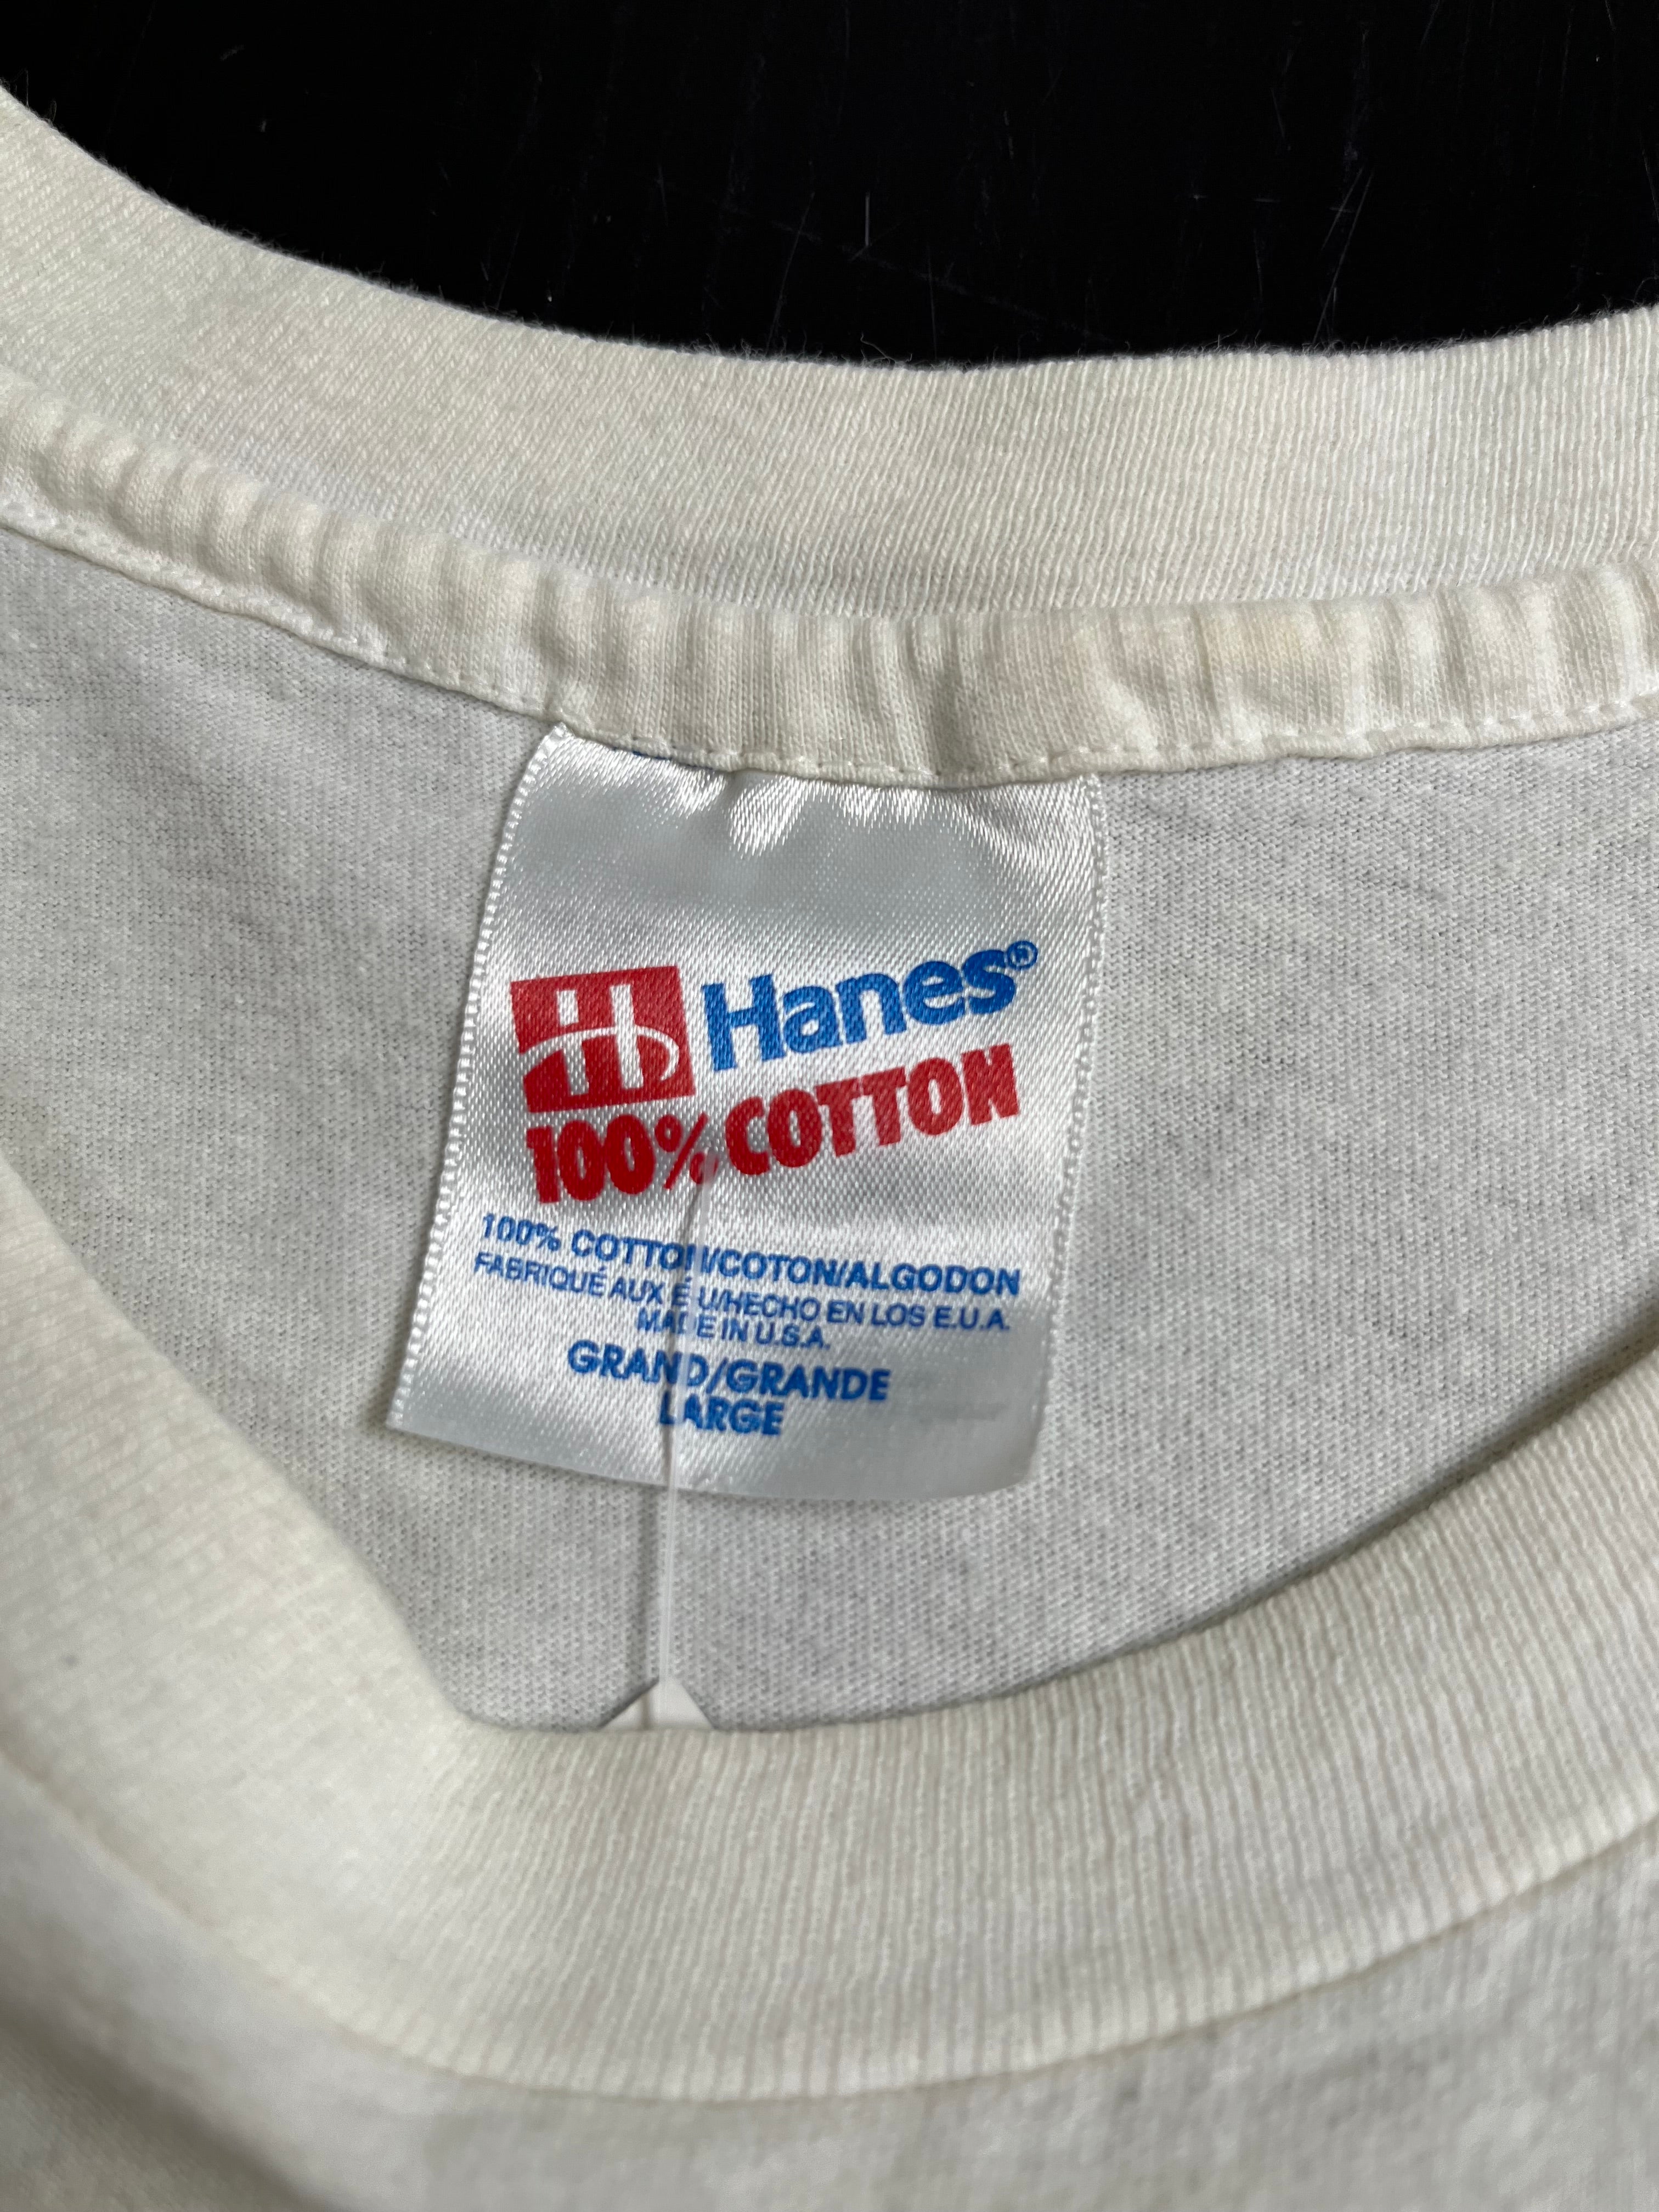 Hanes®
100% COTTON
100% COTTON/COTON/ALGODON
FABRIQUÉ AUX É.U/HECHO EN LOS E.U.A.
MADE IN U.S.A.
GRAND/GRANDE
LARGE